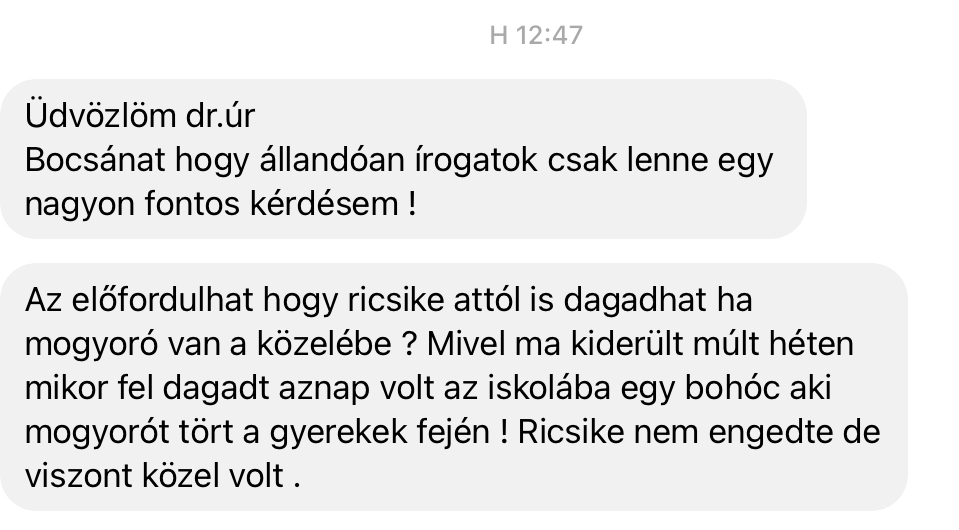 H 12:47
Üdvözlöm dr.úr
Bocsánat hogy állandóan írogatok csak lenne egy
nagyon fontos kérdésem !
Az előfordulhat hogy ricsike attól is dagadhat ha
mogyoró van a közelébe ? Mivel ma kiderült múlt héten
mikor fel dagadt aznap volt az iskolába egy bohóc aki
mogyorót tört a gyerekek fején ! Ricsike nem engedte de
viszont közel volt .